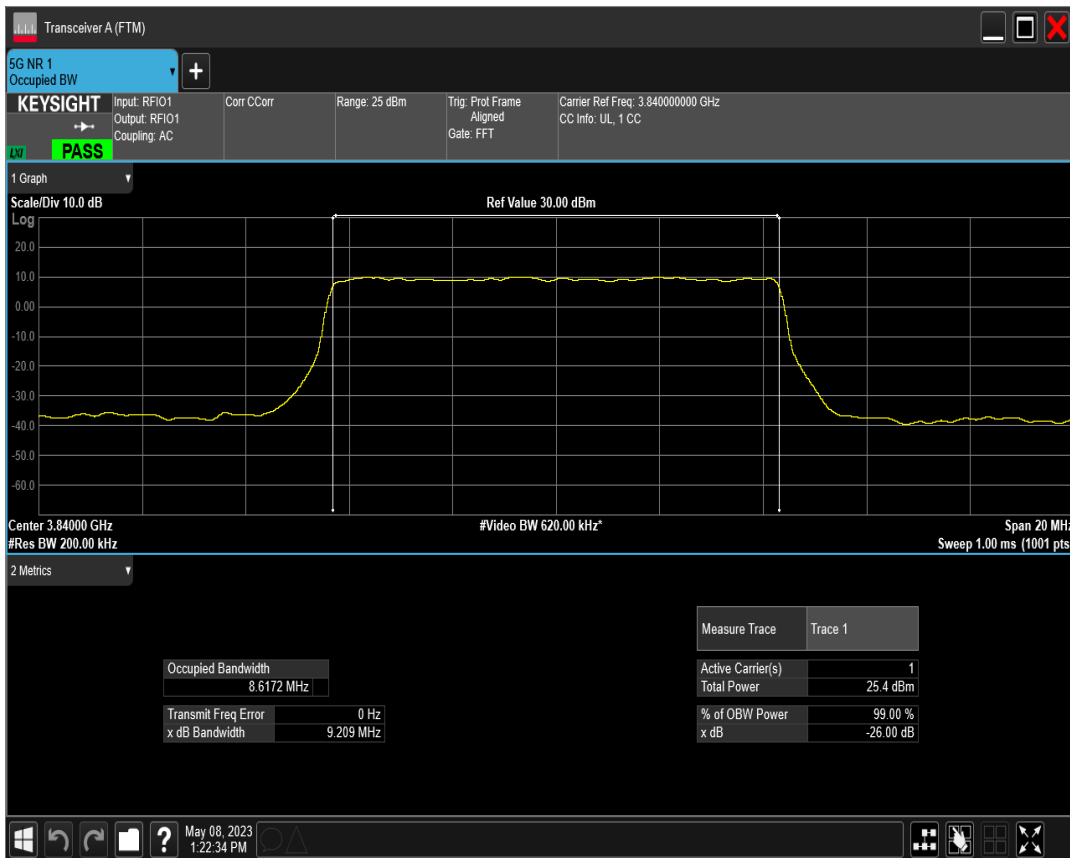 Transceiver A (FTM)
5G NR 1
Occupied BW
KEYSIGHT
LXI
PASS
Input: RFIO1
Output: RFIO1
Coupling: AC
Corr CCorr
Range: 25 dBm
Trig: Prot Frame
Aligned
Gate: FFT
Carrier Ref Freq: 3.840000000 GHz
CC Info: UL, 1 CC
1 Graph
Scale/Div 10.0 dB
Ref Value 30.00 dBm
Log
20.0
10.0
0.00
-10.0
-20.0
-30.0
-40.0
-50.0
-60.0
Center 3.84000 GHz
#Video BW 620.00 kHz*
Span 20 MHz
#Res BW 200.00 kHz
Sweep 1.00 ms (1001 pts
2 Metrics
Measure Trace Trace 1
Occupied Bandwidth
8.6172 MHz
Active Carrier(s) 1
Total Power 25.4 dBm
Transmit Freq Error 0 Hz
x dB Bandwidth 9.209 MHz
% of OBW Power 99.00 %
x dB -26.00 dB
?
May 08, 2023
1:22:34 PM